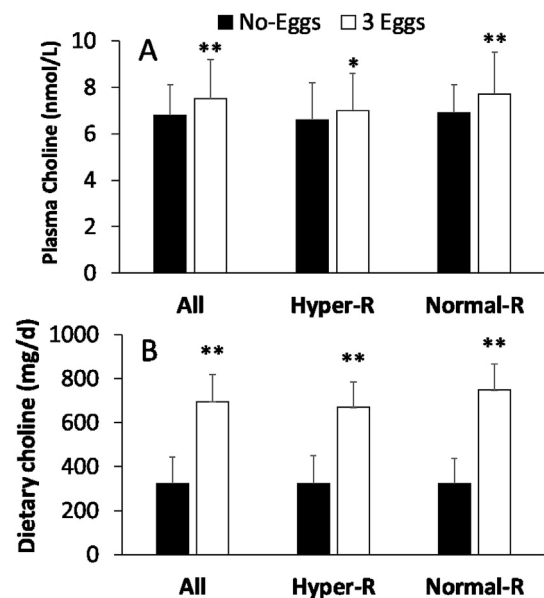 No-Eggs 3 Eggs
A
** * **
Plasma Choline (nmol/L)
10
8
6
4
2
0
All Hyper-R Normal-R
B
** ** **
Dietary choline (mg/d)
1000
800
600
400
200
0
All Hyper-R Normal-R